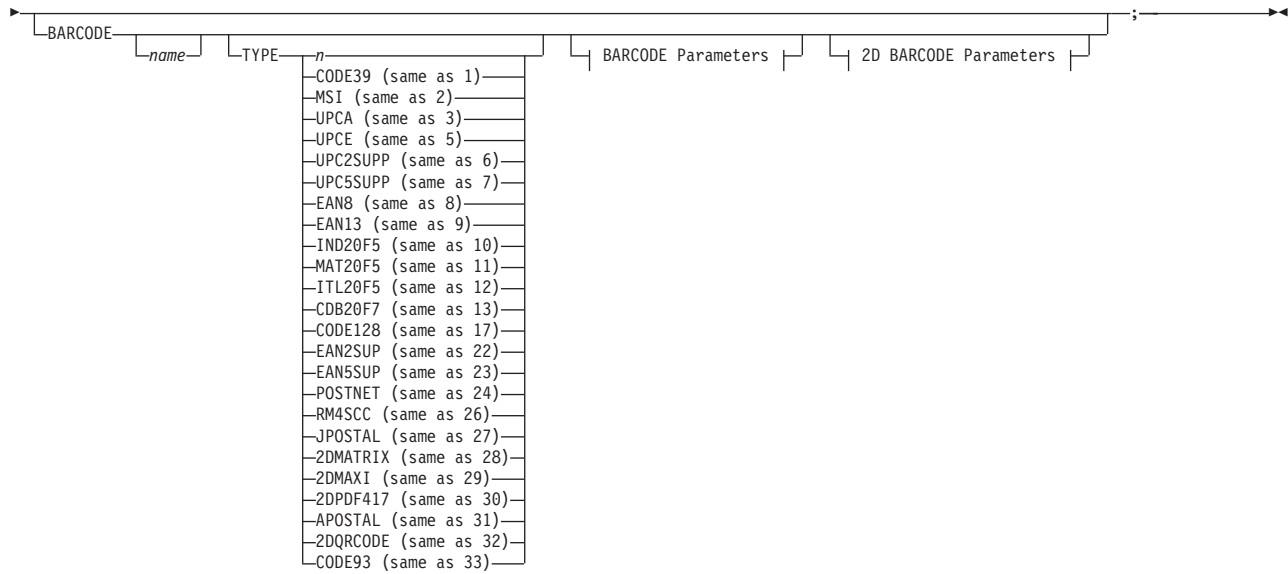 ;
BARCODE
name TYPE n BARCODE Parameters 2D BARCODE Parameters
CODE39 (same as 1)
MSI (same as 2)
UPCA (same as 3)
UPCE (same as 5)
UPC2SUPP (same as 6)
UPC5SUPP (same as 7)
EAN8 (same as 8)
EAN13 (same as 9)
IND2OF5 (same as 10)
MAT2OF5 (same as 11)
ITL2OF5 (same as 12)
CDB2OF7 (same as 13)
CODE128 (same as 17)
EAN2SUP (same as 22)
EAN5SUP (same as 23)
POSTNET (same as 24)
RM4SCC (same as 26)
JPOSTAL (same as 27)
2DMATRIX (same as 28)
2DMAXI (same as 29)
2DPDF417 (same as 30)
APOSTAL (same as 31)
2DQRCODE (same as 32)
CODE93 (same as 33)